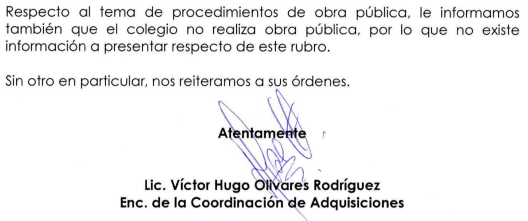 Respecto al tema de procedimientos de obra pública, le informamos
también que el colegio no realiza obra pública, por lo que no existe
información a presentar respecto de este rubro.
Sin otro en particular, nos reiteramos a sus órdenes.
Atentamente
Lic. Víctor Hugo Olivares Rodríguez
Enc. de la Coordinación de Adquisiciones